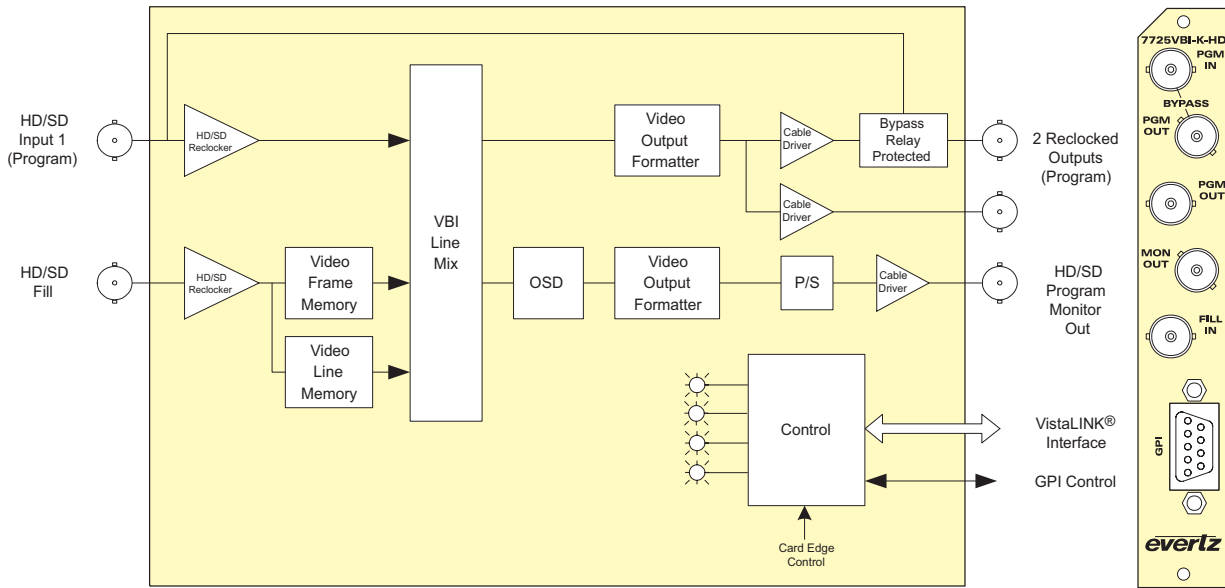 HD/SD
Input 1
(Program)
HD/SD
Reclocker
VBI
Line
Mix
Video
Output
Formatter
Cable
Driver
Bypass
Relay
Protected
2 Reclocked
Outputs
(Program)
Cable
Driver
HD/SD
Fill
HD/SD
Reclocker
Video
Frame
Memory
Video
Line
Memory
OSD
Video
Output
Formatter
P/S
Cable
Driver
HD/SD
Program
Monitor
Out
Control
VistaLINK®
Interface
GPI Control
Card Edge
Control
7725VBI-K-HD
PGM
IN
BYPASS
PGM
OUT
PGM
OUT
MON
OUT
FILL
IN
GPI
evertz